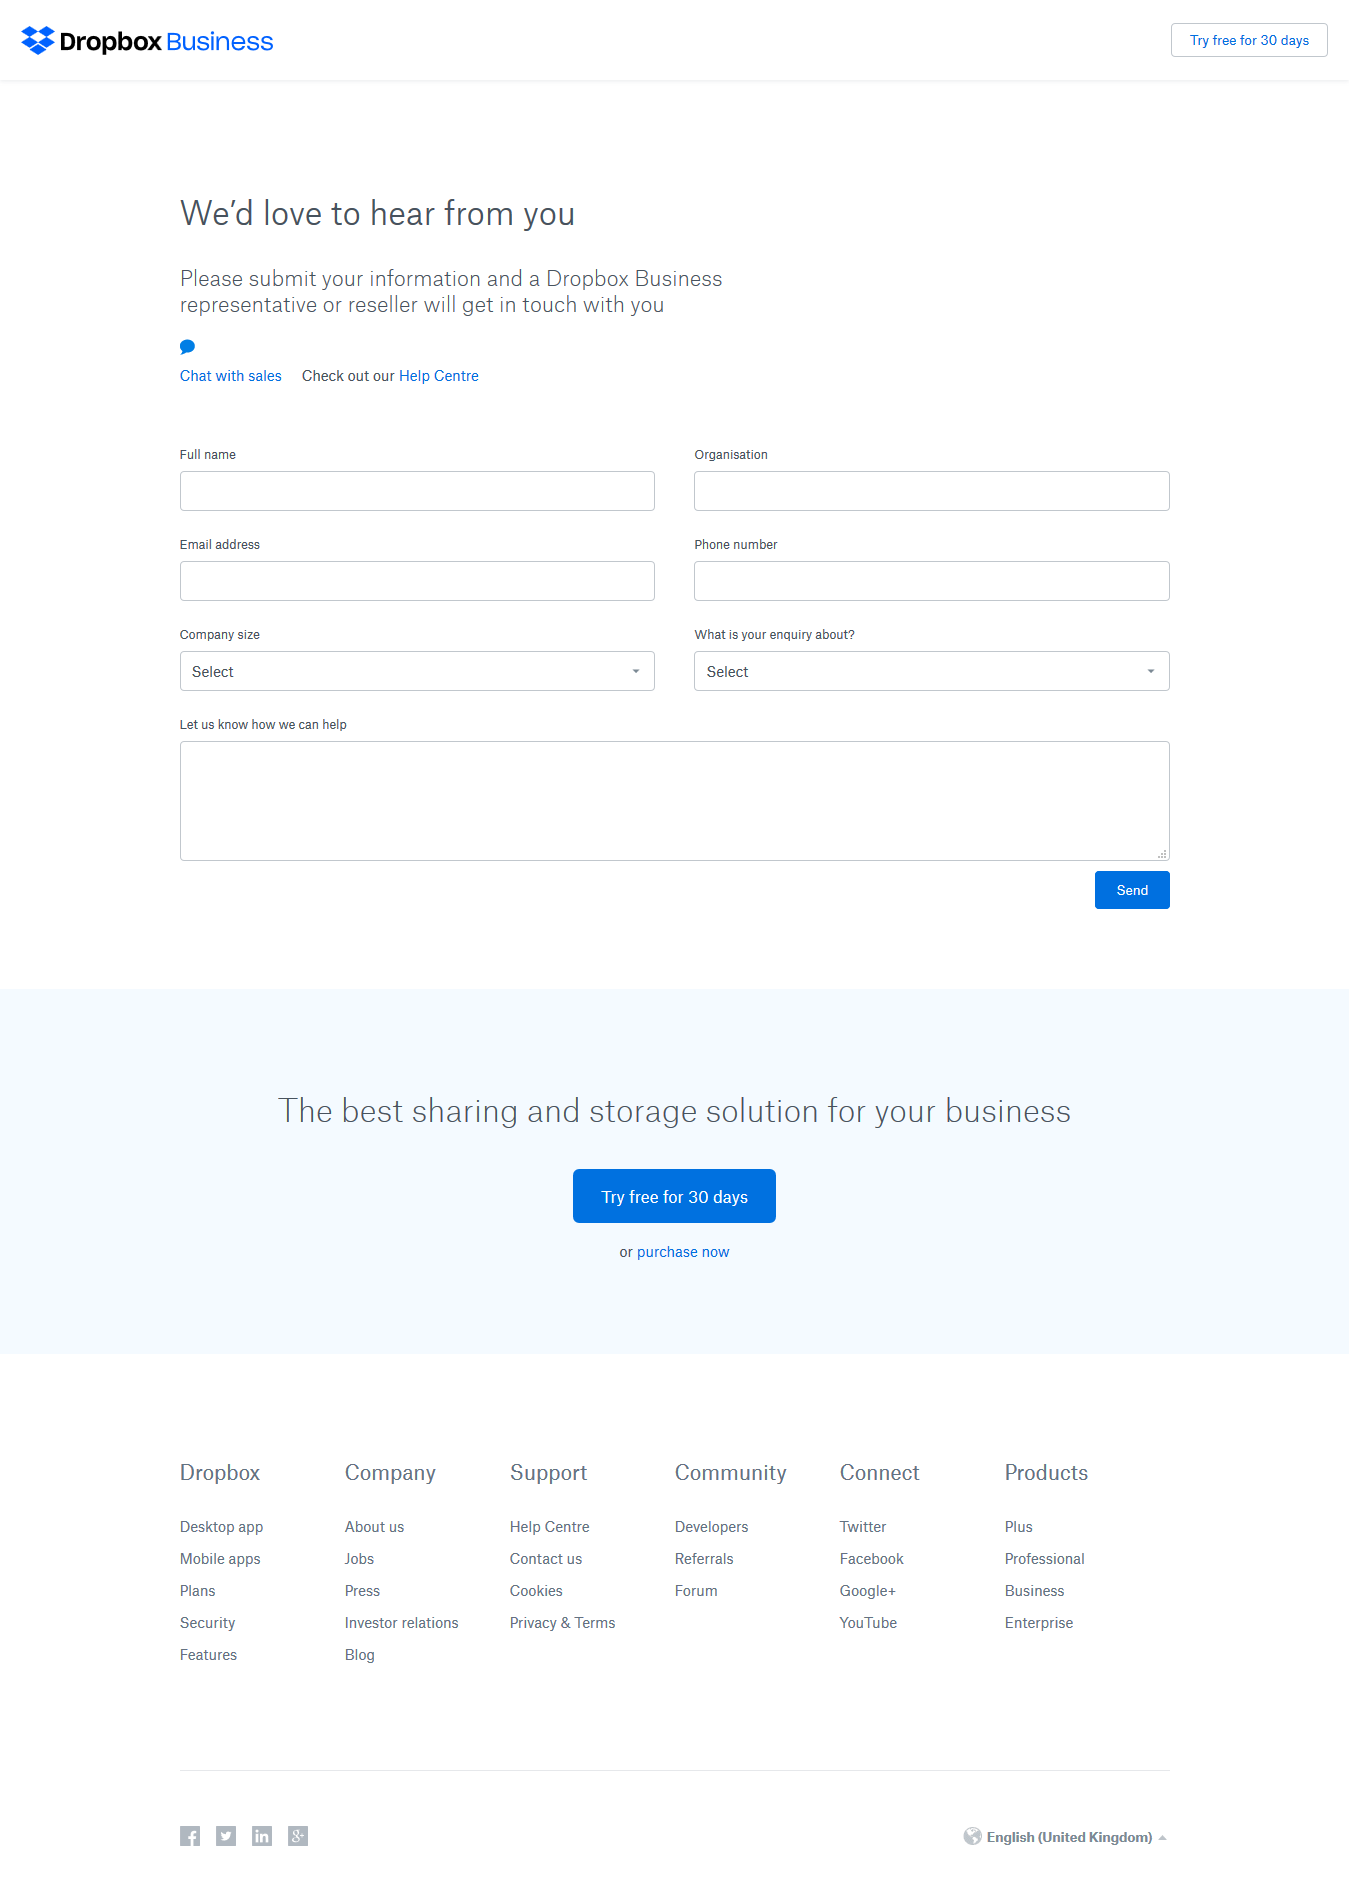 Dropbox Business
Try free for 30 days
We’d love to hear from you
Please submit your information and a Dropbox Business
representative or reseller will get in touch with you
Chat with sales Check out our Help Centre
Full name
Organisation
Email address
Phone number
Company size
What is your enquiry about?
Select
Select
Let us know how we can help
Send
The best sharing and storage solution for your business
Try free for 30 days
or purchase now
Dropbox
Desktop app
Mobile apps
Plans
Security
Features
Company
About us
Jobs
Press
Investor relations
Blog
Support
Help Centre
Contact us
Cookies
Privacy & Terms
Community
Developers
Referrals
Forum
Connect
Twitter
Facebook
Google+
YouTube
Products
Plus
Professional
Business
Enterprise
English (United Kingdom)